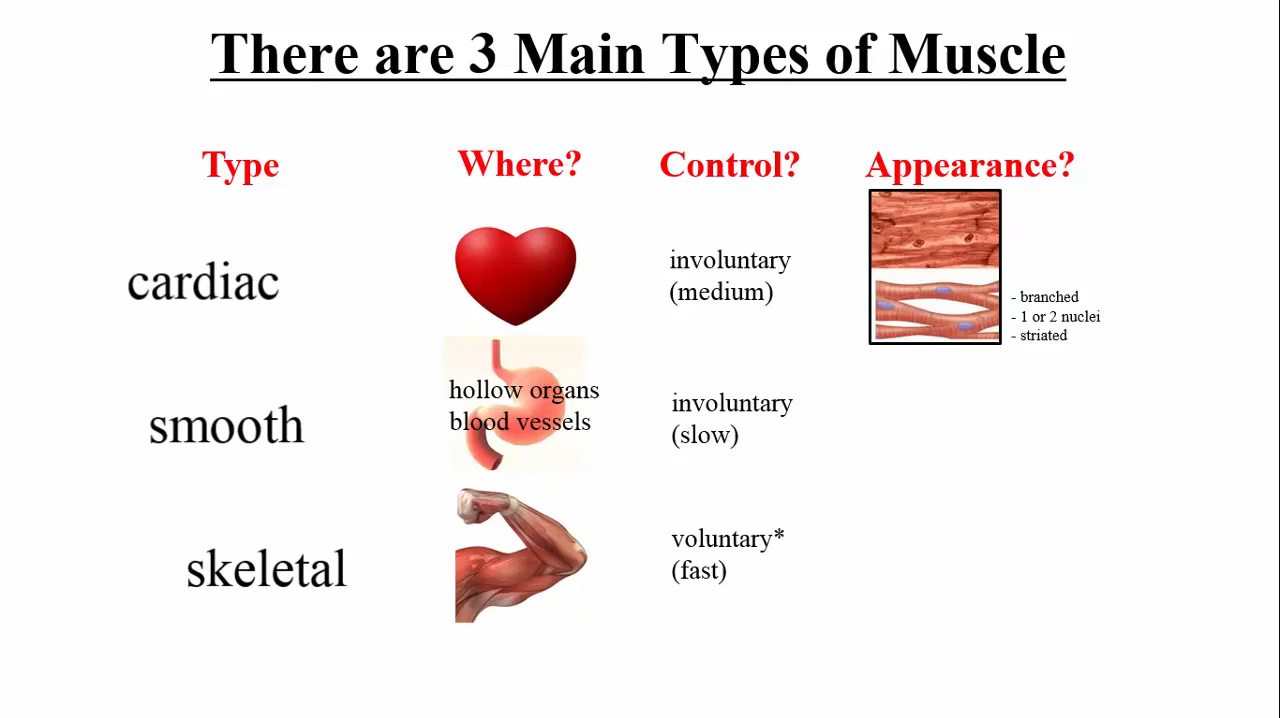 There are 3 Main Types of Muscle
Type
Where?
Control?
Appearance?
cardiac
involuntary
(medium)
- branched
- 1 or 2 nuclei
- striated
smooth
hollow organs
blood vessels
involuntary
(slow)
skeletal
voluntary*
(fast)